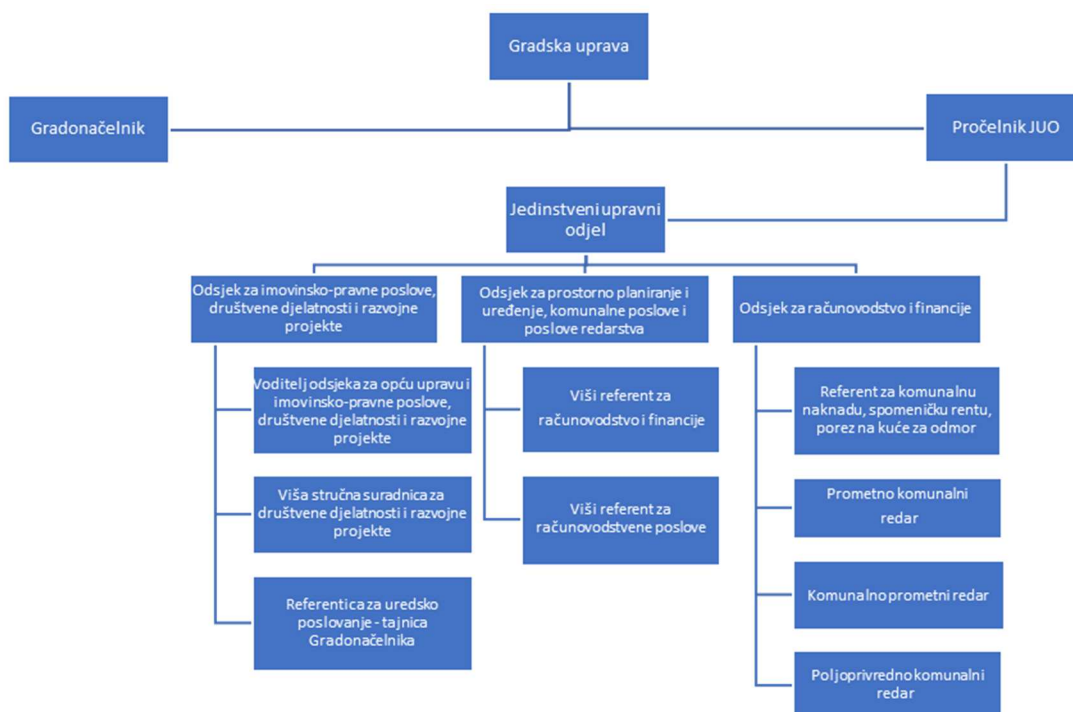 Gradska uprava
Gradonačelnik
Pročelnik JUO
Jedinstveni upravni
odjel
Odsjek za imovinsko-pravne poslove,
društvene djelatnosti i razvojne
projekte
Voditelj odsjeka za opću upravu i
imovinsko-pravne poslove,
društvene djelatnosti i razvojne
projekte
Viša stručna suradnica za
društvene djelatnosti i razvojne
projekte
Referentica za uredsko
poslovanje - tajnica
Gradonačelnika
Odsjek za prostorno planiranje i
uređenje, komunalne poslove i
poslove redarstva
Viši referent za
računovodstvo i financije
Viši referent za
računovodstvene poslove
Odsjek za računovodstvo i financije
Referent za komunalnu
naknadu, spomeničku rentu,
porez na kuće za odmor
Prometno komunalni
redar
Komunalno prometni redar
Poljoprivredno komunalni
redar